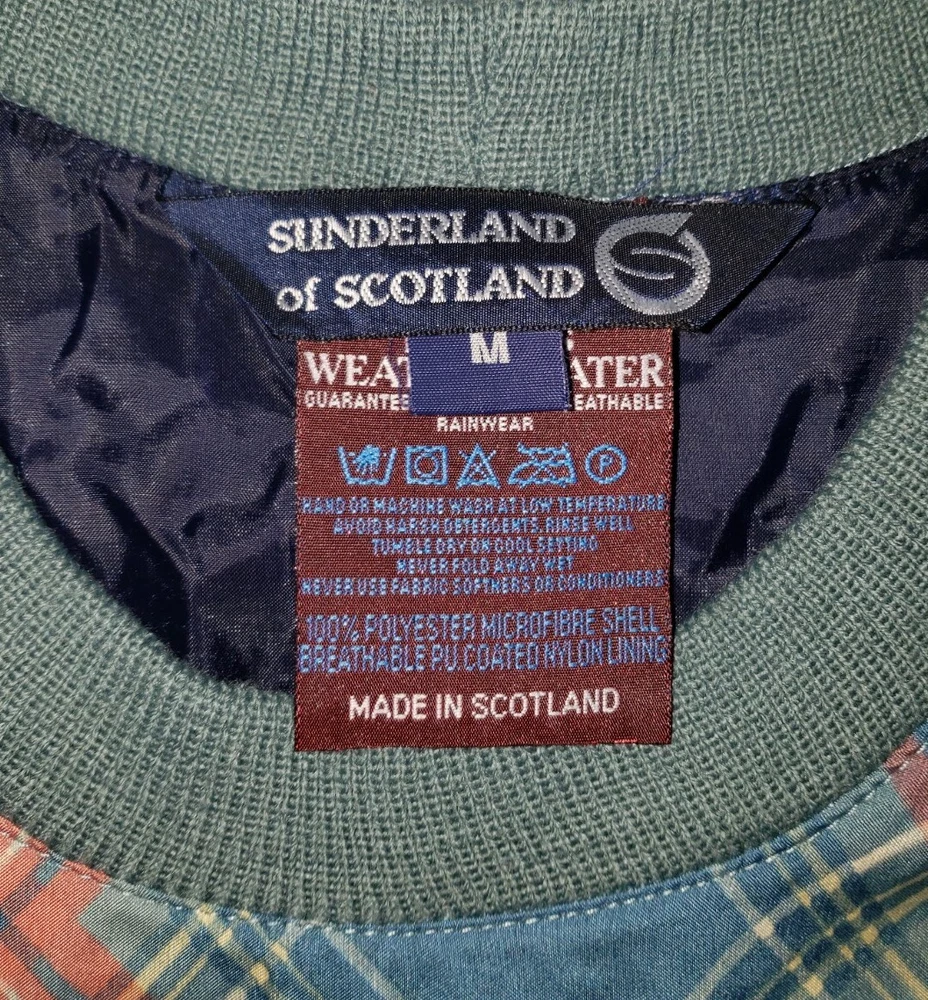 SUNDERLAND
of SCOTLAND
M
WEAT ATER
GUARANTEE EATHABLE
RAINWEAR
P
HAND OR MACHINE WASH AT LOW TEMPERATURE
AVOID HARSH DETERGENTS. RINSE WELL
TUMBLE DRY ON COOL SETTING
NEVER FOLD AWAY WET
NEVER USE FABRIC SOFTNERS OR CONDITIONERS
100% POLYESTER MICROFIBRE SHELL
BREATHABLE PU COATED NYLON LINING
MADE IN SCOTLAND